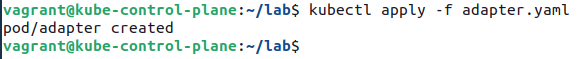 vagrant@kube-control-plane:~/lab$ kubectl apply -f adapter.yaml
pod/adapter created
vagrant@kube-control-plane:~/lab$